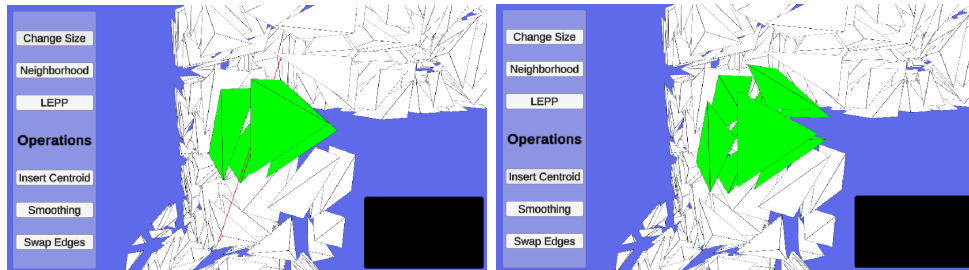 Change Size
Neighborhood
LEPP
Operations
Insert Centroid
Smoothing
Swap Edges
Change Size
Neighborhood
LEPP
Operations
Insert Centroid
Smoothing
Swap Edges